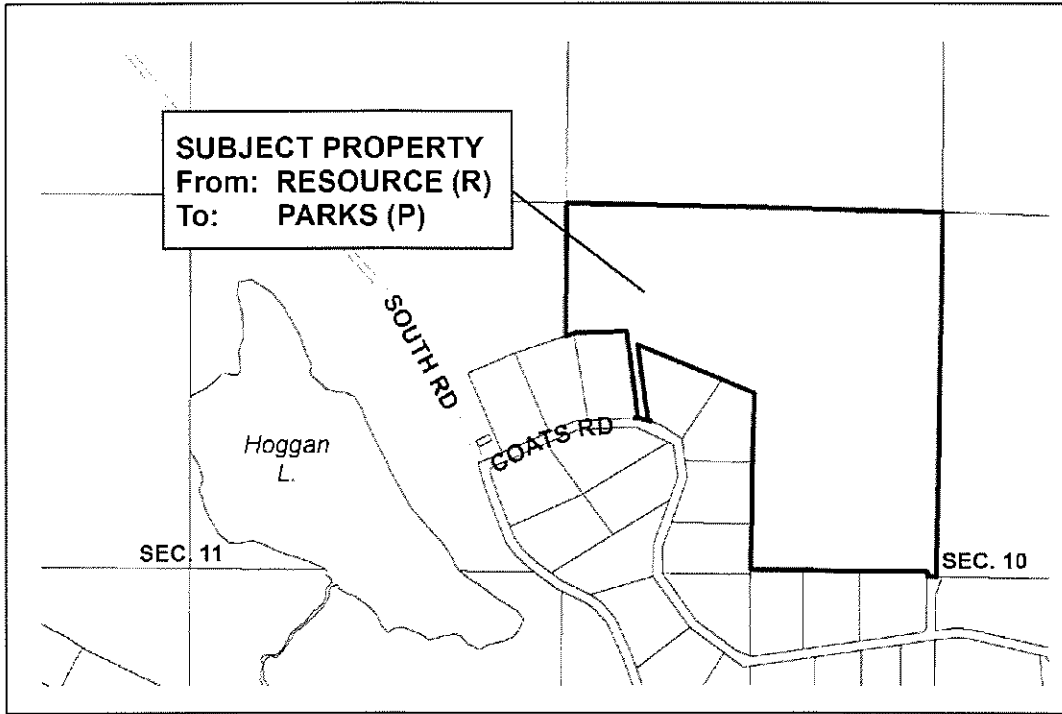 SUBJECT PROPERTY
From: RESOURCE (R)
To: PARKS (P)
SOUTH RD
COATS RD
Hoggan
L.
SEC. 11
SEC. 10